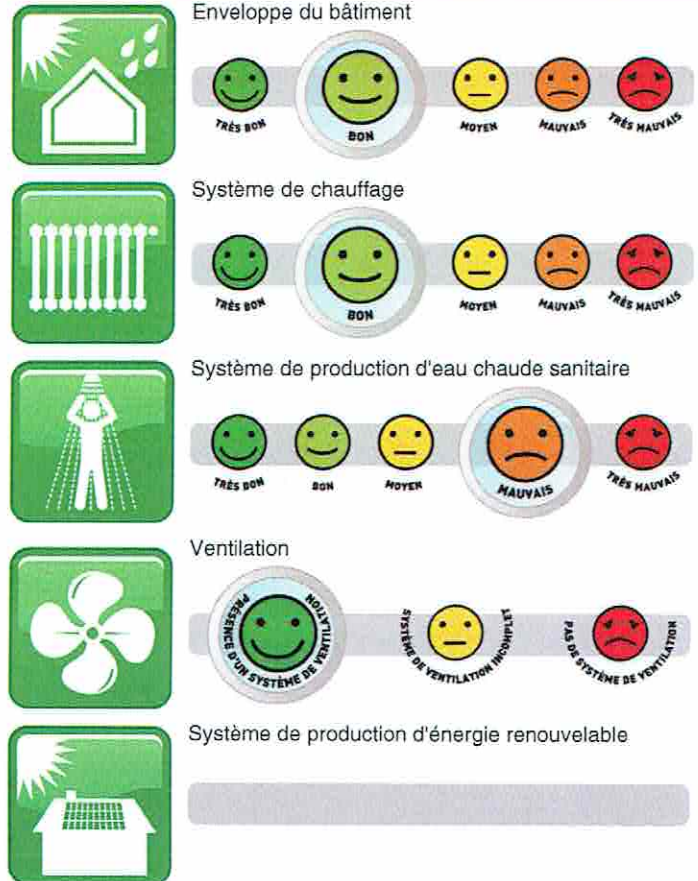 Enveloppe du bâtiment
TRÈS BON
BON
MOYEN
MAUVAIS
TRÈS MAUVAIS
Système de chauffage
TRÈS BON
BON
MOYEN
MAUVAIS
TRÈS MAUVAIS
Système de production d'eau chaude sanitaire
TRÈS BON
BON
MOYEN
MAUVAIS
TRÈS MAUVAIS
Ventilation
PRÉSENCE D'UN SYSTÈME DE VENTILATION
SYSTÈME DE VENTILATION INCOMPLET
PAS DE SYSTÈME DE VENTILATION
Système de production d'énergie renouvelable